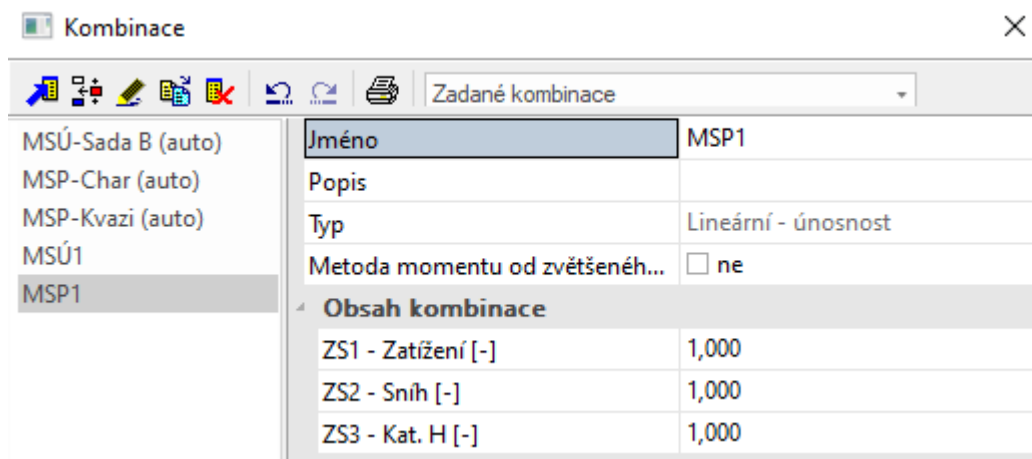 Kombinace
Zadané kombinace
MSÚ-Sada B (auto)
MSP-Char (auto)
MSP-Kvazi (auto)
MSÚ1
MSP1
Jméno MSP1
Popis
Typ Lineární - únosnost
Metoda momentu od zvětšenéh... ne
Obsah kombinace
ZS1 - Zatížení [-] 1,000
ZS2 - Sníh [-] 1,000
ZS3 - Kat. H [-] 1,000